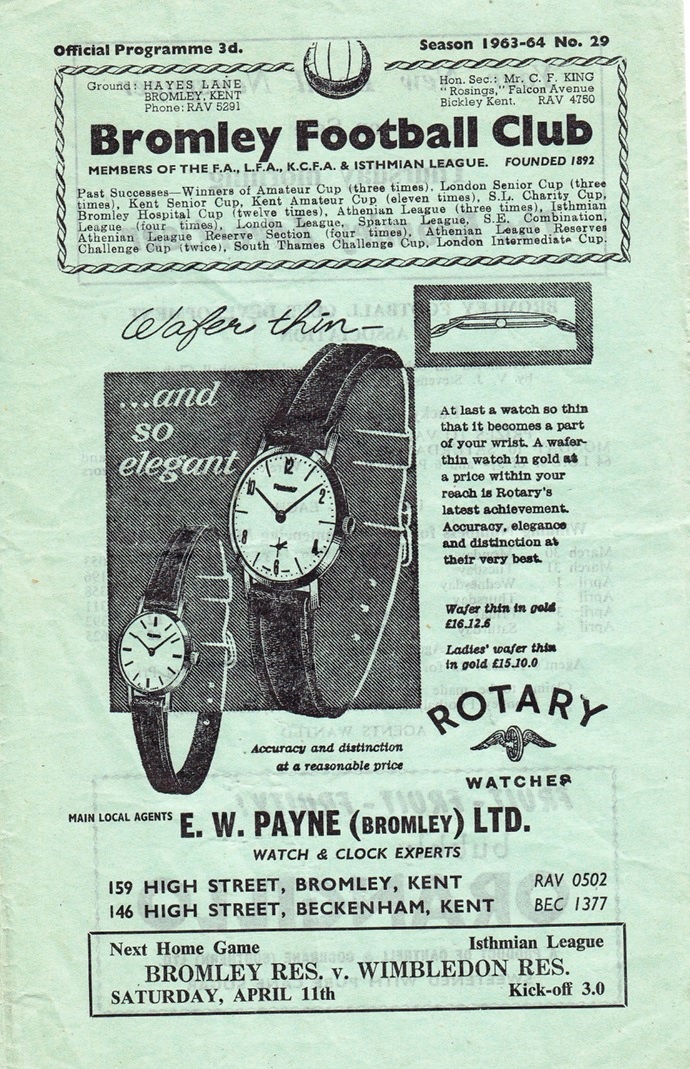 Official Programme 3d.
Season 1963-64 No. 29
Ground: HAYES LANE
BROMLEY, KENT
Phone: RAV 5291
Hon. Sec.: Mr. C. F. KING
"Rosings," Falcon Avenue
Bickley Kent. RAV 4750
Bromley Football Club
MEMBERS OF THE F.A., L.F.A., K.C.F.A. & ISTHMIAN LEAGUE. FOUNDED 1892
Past Successes—Winners of Amateur Cup (three times), London Senior Cup (three
times), Kent Senior Cup, Kent Amateur Cup (eleven times), S.L. Charity Cup,
Bromley Hospital Cup (twelve times), Athenian League (three times), Isthmian
League (four times), London League, Spartan League, S.E. Combination,
Athenian League Reserve Section (four times), Athenian League Reserves
Challenge Cup (twice), South Thames Challenge Cup, London Intermediate Cup.
Wafer thin—
...and
so
elegant
At last a watch so thin
that it becomes a part
of your wrist. A wafer-
thin watch in gold at
a price within your
reach is Rotary's
latest achievement.
Accuracy, elegance
and distinction at
their very best.
Wafer thin in gold
£16.12.6
Ladies' wafer thin
in gold £15.10.0
ROTARY
WATCHES
Accuracy and distinction
at a reasonable price
MAIN LOCAL AGENTS E. W. PAYNE (BROMLEY) LTD.
WATCH & CLOCK EXPERTS
159 HIGH STREET, BROMLEY, KENT RAV 0502
146 HIGH STREET, BECKENHAM, KENT BEC 1377
Next Home Game Isthmian League
BROMLEY RES. v. WIMBLEDON RES.
SATURDAY, APRIL 11th Kick-off 3.0